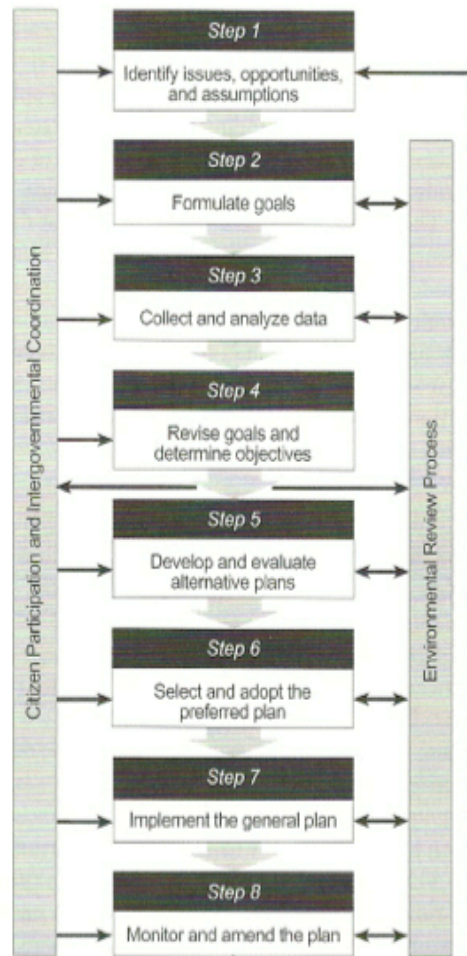 Step 1
Identify issues, opportunities,
and assumptions
Step 2
Formulate goals
Step 3
Collect and analyze data
Step 4
Revise goals and
determine objectives
Step 5
Develop and evaluate
alternative plans
Step 6
Select and adopt the
preferred plan
Step 7
Implement the general plan
Step 8
Monitor and amend the plan
Citizen Participation and Intergovernmental Coordination
Environmental Review Process